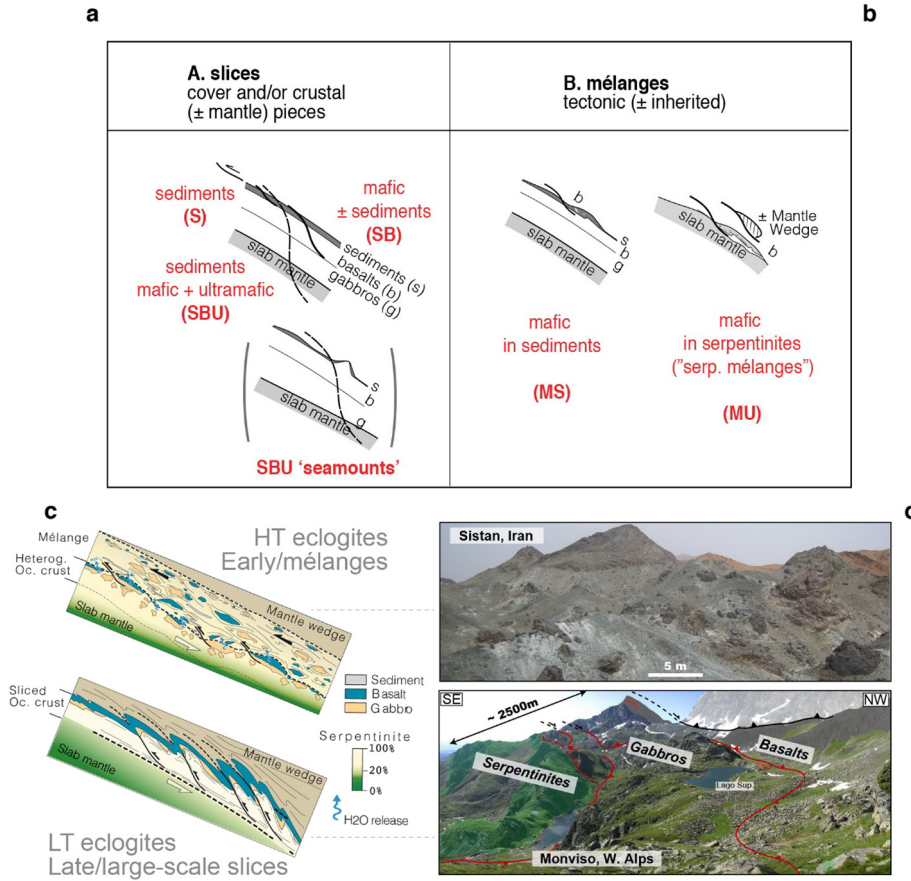 a
b
A. slices
cover and/or crustal
(± mantle) pieces
B. mélanges
tectonic (± inherited)
sediments
(S)
mafic
± sediments
(SB)
sediments
mafic + ultramafic
(SBU)
slab mantle
sediments (s)
basalts (b)
gabbros (g)
s
b
g
slab mantle
SBU 'seamounts'
b
s
b
g
slab mantle
mafic
in sediments
(MS)
slab mantle
± Mantle
Wedge
b
mafic
in serpentinites
("serp. mélanges")
(MU)
c
Mélange
Heterog.
Oc. crust
Slab mantle
Mantle wedge
HT eclogites
Early/mélanges
Sediment
Basalt
Gabbro
Serpentinite
100%
20%
0%
H2O release
Sliced
Oc. crust
Slab mantle
Mantle wedge
LT eclogites
Late/large-scale slices
Sistan, Iran
5 m
SE
NW
~ 2500m
Serpentinites
Gabbros
Basalts
Lago Sup.
Monviso, W. Alps